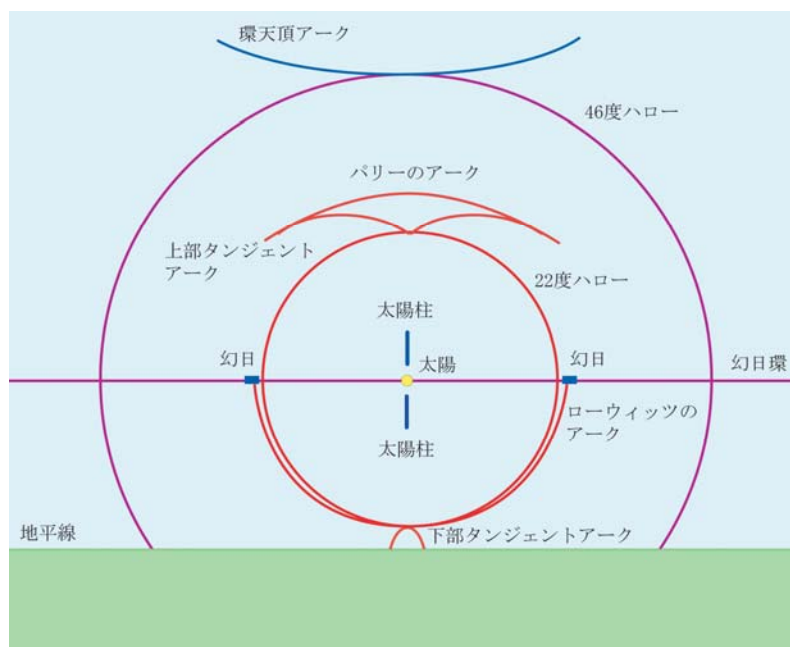 環天頂アーク
46度ハロー
パリーのアーク
上部タンジェント
アーク
22度ハロー
太陽柱
幻日
太陽
幻日
幻日環
ローウィッツの
アーク
太陽柱
地平線
下部タンジェントアーク